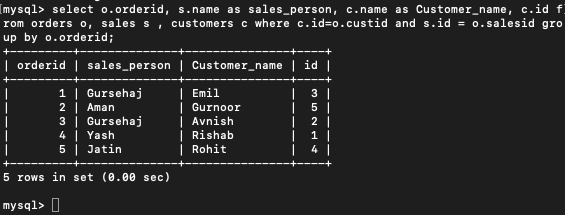 [mysql> select o.orderid, s.name as sales_person, c.name as Customer_name, c.id f]
rom orders o, sales s , customers c where c.id=o.custid and s.id = o.salesid gro
up by o.orderid;
+---------+--------------+---------------+----+
| orderid | sales_person | Customer_name | id |
+---------+--------------+---------------+----+
|       1 | Gursehaj     | Emil          |  3 |
|       2 | Aman         | Gurnoor       |  5 |
|       3 | Gursehaj     | Avnish        |  2 |
|       4 | Yash         | Rishab        |  1 |
|       5 | Jatin        | Rohit         |  4 |
+---------+--------------+---------------+----+
5 rows in set (0.00 sec)
mysql>